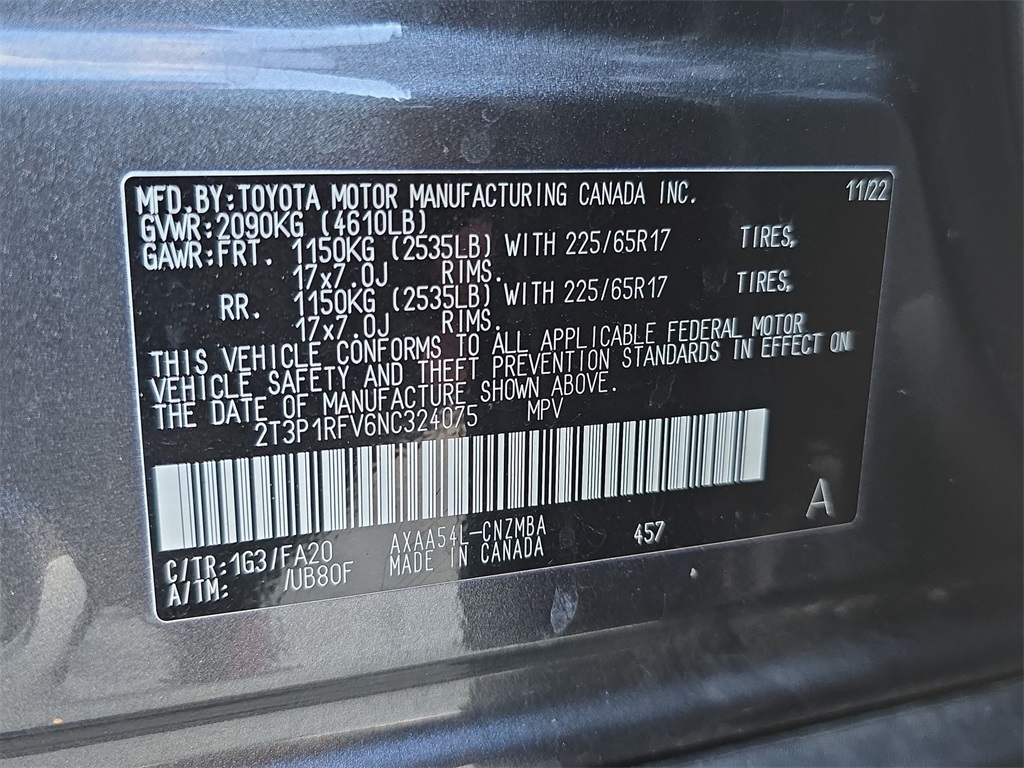 MFD.BY:TOYOTA MOTOR MANUFACTURING CANADA INC. 11/22
GVWR:2090KG (4610LB)
GAWR:FRT. 1150KG (2535LB) WITH 225/65R17 TIRES,
17x7.0J RIMS.
RR. 1150KG (2535LB) WITH 225/65R17 TIRES,
17x7.0J RIMS.
THIS VEHICLE CONFORMS TO ALL APPLICABLE FEDERAL MOTOR
VEHICLE SAFETY AND THEFT PREVENTION STANDARDS IN EFFECT ON
THE DATE OF MANUFACTURE SHOWN ABOVE.
2T3P1RFV6NC324075 MPV
A
C/TR:1G3/FA20 AXAA54L-CNZMBA 457
A/TM: /UB80F MADE IN CANADA